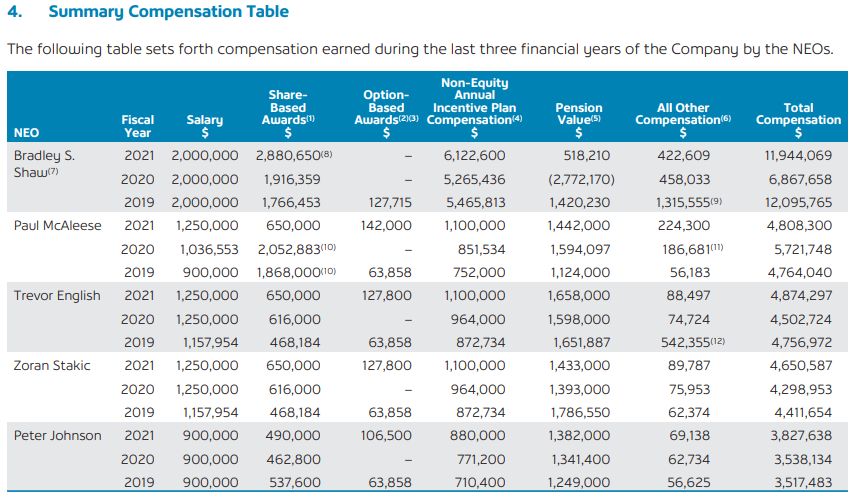 4. Summary Compensation Table
The following table sets forth compensation earned during the last three financial years of the Company by the NEOs.
Non-Equity
Share- Option- Annual
Based Based Incentive Plan Pension All Other Total
Fiscal Salary Awards(1) Awards(2)(3) Compensation(4) Value(5) Compensation(6) Compensation
NEO Year $ $ $ $ $ $ $
Bradley S. 2021 2,000,000 2,880,650(8) – 6,122,600 518,210 422,609 11,944,069
Shaw(7) 2020 2,000,000 1,916,359 – 5,265,436 (2,772,170) 458,033 6,867,658
2019 2,000,000 1,766,453 127,715 5,465,813 1,420,230 1,315,555(9) 12,095,765
Paul McAleese 2021 1,250,000 650,000 142,000 1,100,000 1,442,000 224,300 4,808,300
2020 1,036,553 2,052,883(10) – 851,534 1,594,097 186,681(11) 5,721,748
2019 900,000 1,868,000(10) 63,858 752,000 1,124,000 56,183 4,764,040
Trevor English 2021 1,250,000 650,000 127,800 1,100,000 1,658,000 88,497 4,874,297
2020 1,250,000 616,000 – 964,000 1,598,000 74,724 4,502,724
2019 1,157,954 468,184 63,858 872,734 1,651,887 542,355(12) 4,756,972
Zoran Stakic 2021 1,250,000 650,000 127,800 1,100,000 1,433,000 89,787 4,650,587
2020 1,250,000 616,000 – 964,000 1,393,000 75,953 4,298,953
2019 1,157,954 468,184 63,858 872,734 1,786,550 62,374 4,411,654
Peter Johnson 2021 900,000 490,000 106,500 880,000 1,382,000 69,138 3,827,638
2020 900,000 462,800 – 771,200 1,341,400 62,734 3,538,134
2019 900,000 537,600 63,858 710,400 1,249,000 56,625 3,517,483